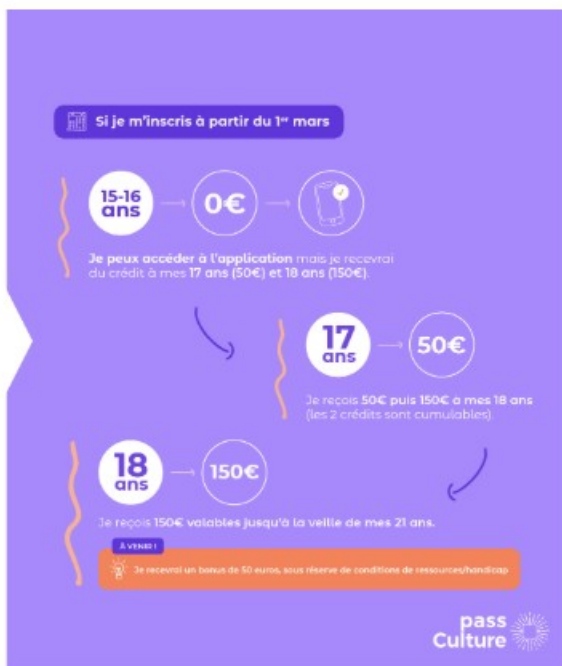 Si je m'inscris à partir du 1er mars
15-16
ans
0€
Je peux accéder à l'application mais je recevrai
du crédit à mes 17 ans (50€) et 18 ans (150€).
17
ans
50€
Je reçois 50€ puis 150€ à mes 18 ans
(les 2 crédits sont cumulables).
18
ans
150€
Je reçois 150€ valables jusqu'à la veille de mes 21 ans.
À VENIR !
Je recevrai un bonus de 50 euros, sous réserve de conditions de ressources/handicap
pass
Culture